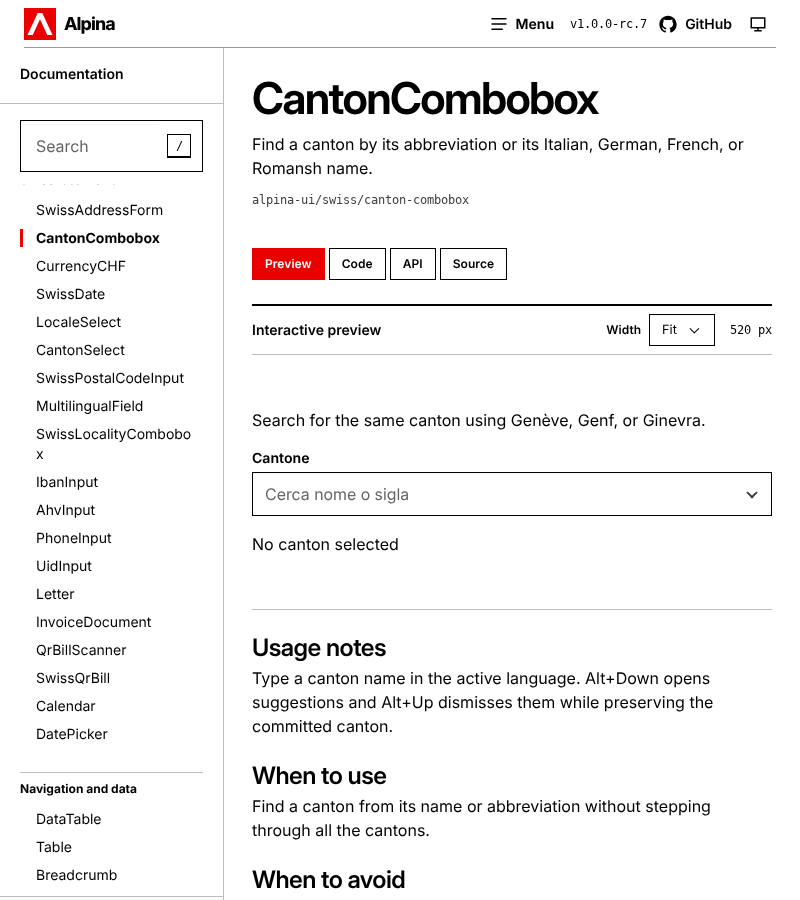 Alpina
Menu
v1.0.0-rc.7
GitHub
Documentation
Search
/
SwissAddressForm
CantonCombobox
CurrencyCHF
SwissDate
LocaleSelect
CantonSelect
SwissPostalCodeInput
MultilingualField
SwissLocalityCombobo
x
IbanInput
AhvInput
PhoneInput
UidInput
Letter
InvoiceDocument
QrBillScanner
SwissQrBill
Calendar
DatePicker
Navigation and data
DataTable
Table
Breadcrumb
CantonCombobox
Find a canton by its abbreviation or its Italian, German, French, or
Romansh name.
alpina-ui/swiss/canton-combobox
Preview
Code
API
Source
Interactive preview
Width
Fit
520 px
Search for the same canton using Genève, Genf, or Ginevra.
Cantone
Cerca nome o sigla
No canton selected
Usage notes
Type a canton name in the active language. Alt+Down opens
suggestions and Alt+Up dismisses them while preserving the
committed canton.
When to use
Find a canton from its name or abbreviation without stepping
through all the cantons.
When to avoid